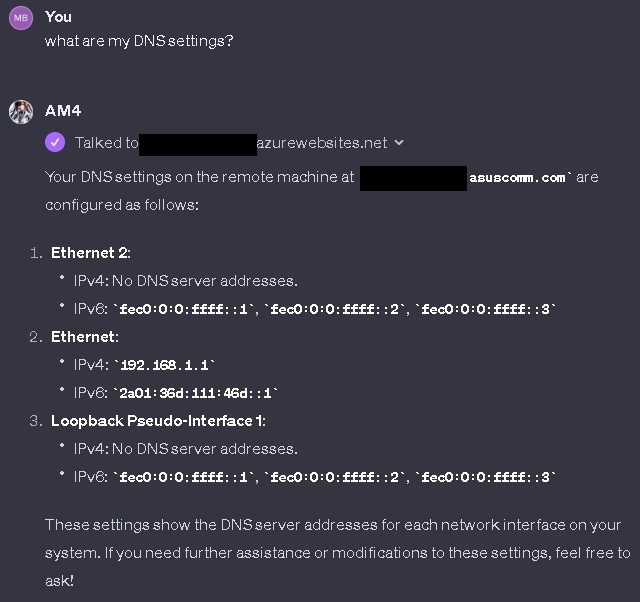 MB You
what are my DNS settings?
AM4
Talked to azurewebsites.net
Your DNS settings on the remote machine at asuscomm.com` are
configured as follows:
1. Ethernet 2:
• IPv4: No DNS server addresses.
• IPv6: `fec0:0:0:ffff::1`, `fec0:0:0:ffff::2`, `fec0:0:0:ffff::3`
2. Ethernet:
• IPv4: `192.168.1.1`
• IPv6: `2a01:36d:111:46d::1`
3. Loopback Pseudo-Interface 1:
• IPv4: No DNS server addresses.
• IPv6: `fec0:0:0:ffff::1`, `fec0:0:0:ffff::2`, `fec0:0:0:ffff::3`
These settings show the DNS server addresses for each network interface on your
system. If you need further assistance or modifications to these settings, feel free to
ask!